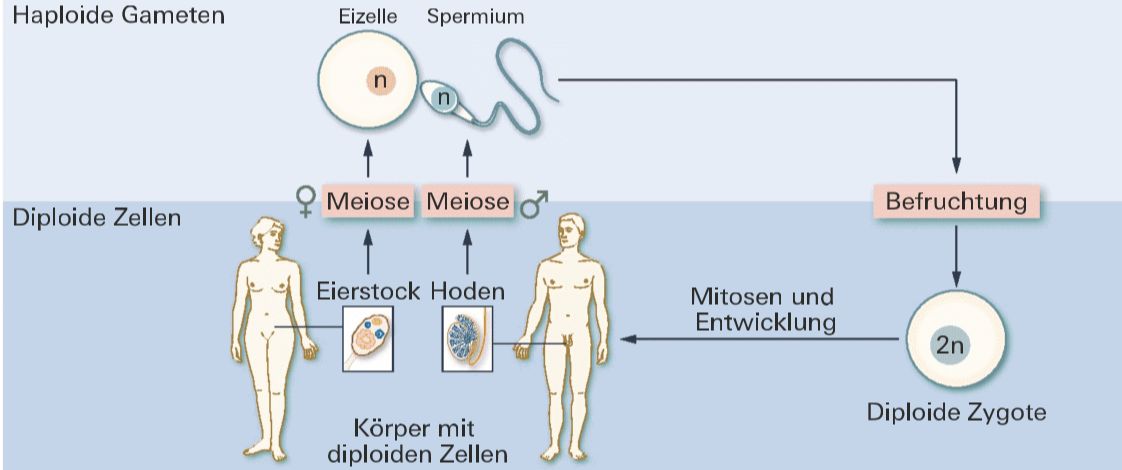 Haploide Gameten
Eizelle
Spermium
n
n
♀ Meiose
Meiose ♂
Befruchtung
Diploide Zellen
Eierstock
Hoden
Mitosen und
Entwicklung
2n
Diploide Zygote
Körper mit
diploiden Zellen